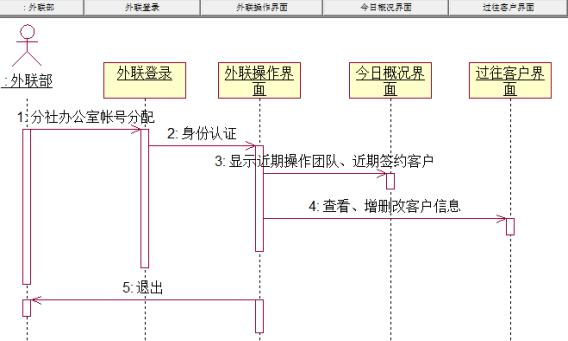 : 外联部 外联登录 外联操作界面 今日概况界面 过往客户界面
: 外联部
外联登录
外联操作界
面
今日概况界
面
过往客户界
面
1: 分社办公室帐号分配
2: 身份认证
3: 显示近期操作团队、近期签约客户
4: 查看、增删改客户信息
5: 退出